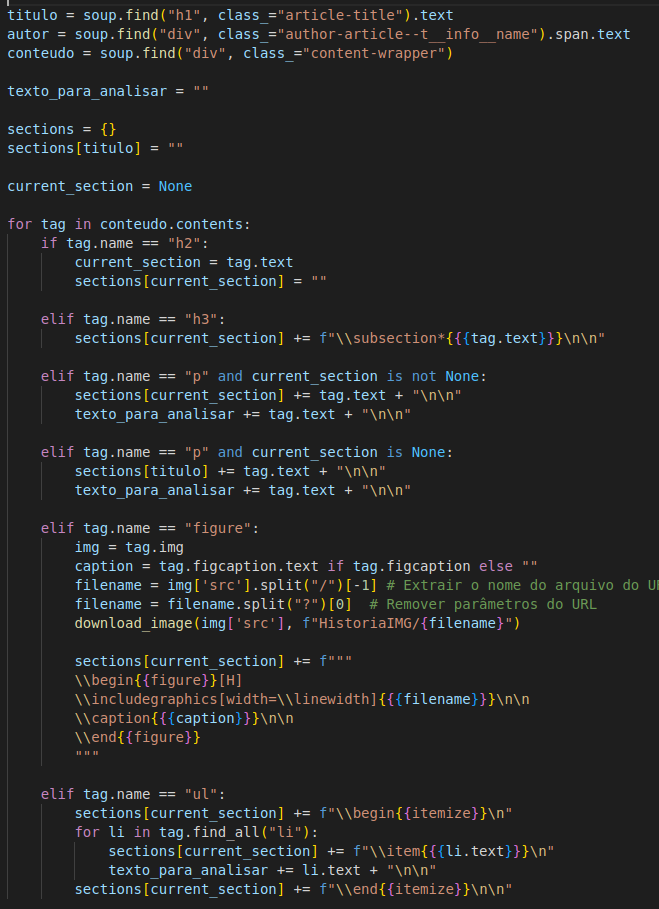 titulo = soup.find("h1", class_="article-title").text
autor = soup.find("div", class_="author-article--t__info__name").span.text
conteudo = soup.find("div", class_="content-wrapper")

texto_para_analisar = ""

sections = {}
sections[titulo] = ""

current_section = None

for tag in conteudo.contents:
    if tag.name == "h2":
        current_section = tag.text
        sections[current_section] = ""

    elif tag.name == "h3":
        sections[current_section] += f"\\subsection*{{{tag.text}}}\n\n"

    elif tag.name == "p" and current_section is not None:
        sections[current_section] += tag.text + "\n\n"
        texto_para_analisar += tag.text + "\n\n"

    elif tag.name == "p" and current_section is None:
        sections[titulo] += tag.text + "\n\n"
        texto_para_analisar += tag.text + "\n\n"

    elif tag.name == "figure":
        img = tag.img
        caption = tag.figcaption.text if tag.figcaption else ""
        filename = img['src'].split("/")[-1] # Extrair o nome do arquivo do
        filename = filename.split("?")[0]  # Remover parâmetros do URL
        download_image(img['src'], f"HistoriaIMG/{filename}")

        sections[current_section] += f"""
        \\begin{{figure}}[H]
        \\includegraphics[width=\\linewidth]{{{filename}}}\n\n
        \\caption{{{caption}}}\n\n
        \\end{{figure}}
        """

    elif tag.name == "ul":
        sections[current_section] += f"\\begin{{itemize}}\n"
        for li in tag.find_all("li"):
            sections[current_section] += f"\\item{{{li.text}}}\n"
            texto_para_analisar += li.text + "\n\n"
        sections[current_section] += f"\\end{{itemize}}\n\n"